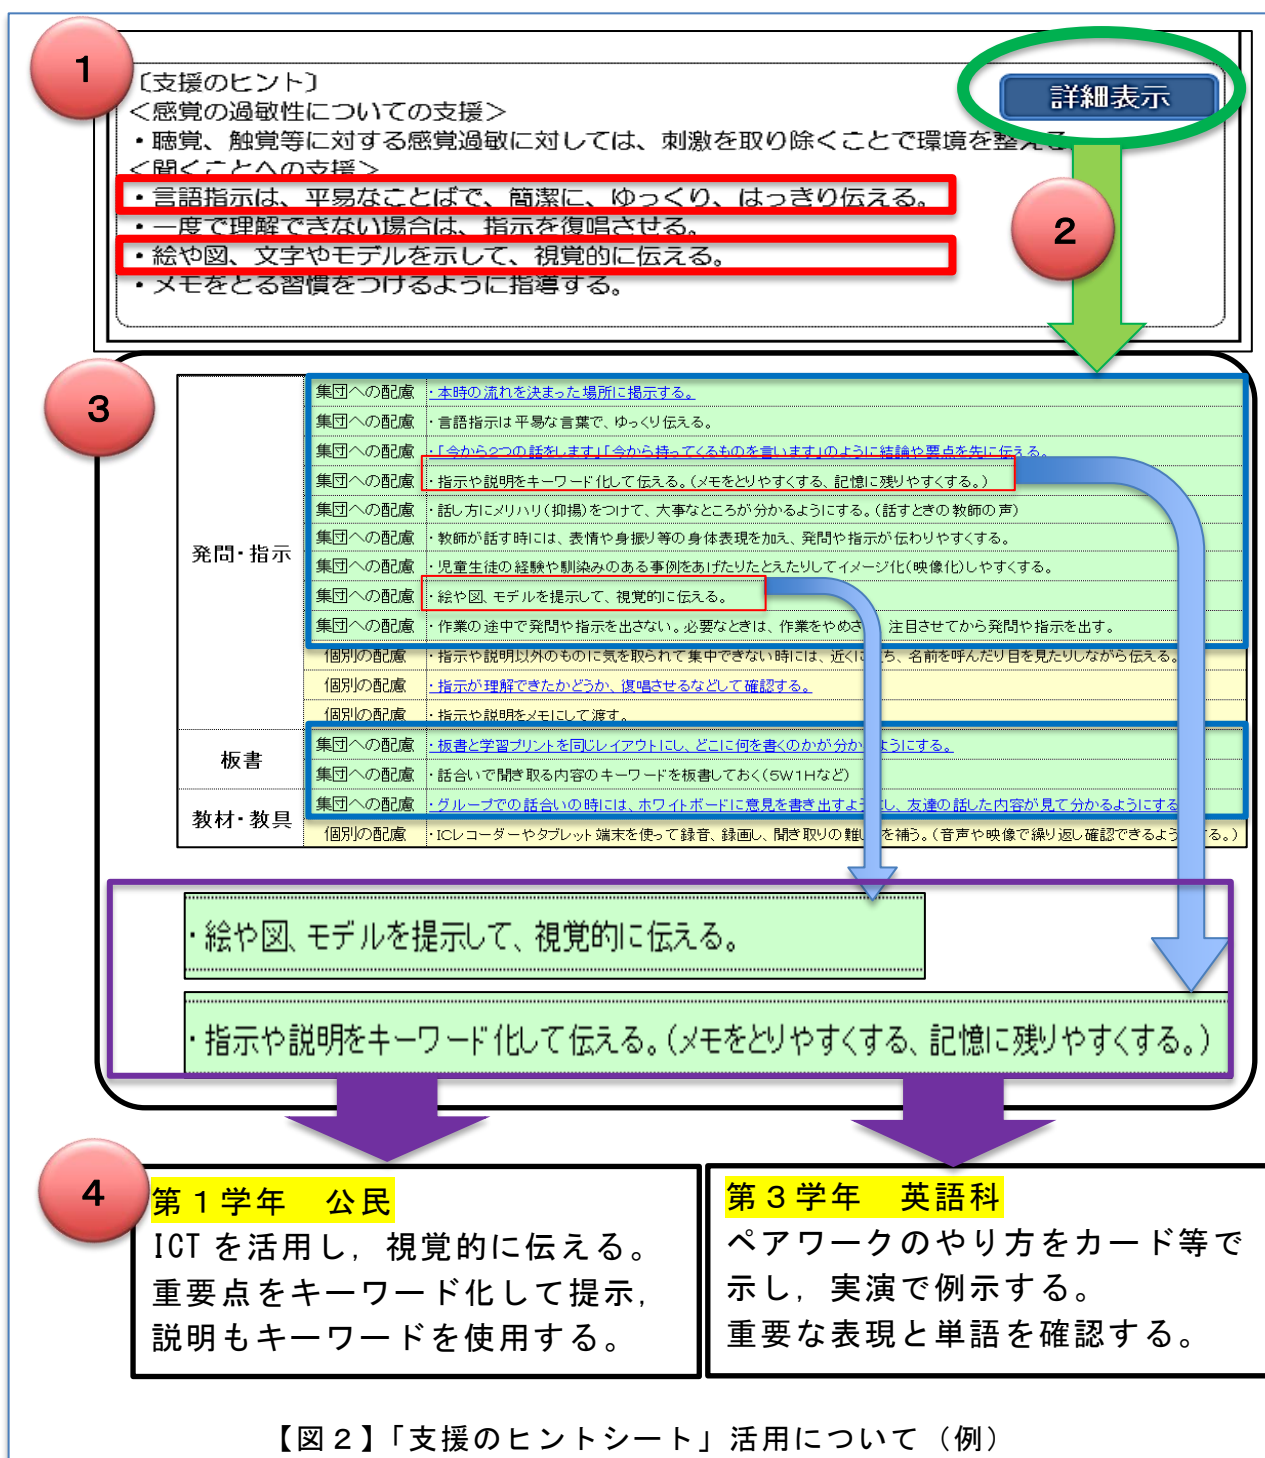 1
〔支援のヒント〕
詳細表示
<感覚の過敏性についての支援>
・聴覚、触覚等に対する感覚過敏に対しては、刺激を取り除くことで環境を整える。
<聞くことへの支援>
・言語指示は、平易なことばで、簡潔に、ゆっくり、はっきり伝える。
・一度で理解できない場合は、指示を復唱させる。
2
・絵や図、文字やモデルを示して、視覚的に伝える。
・メモをとる習慣をつけるように指導する。
3
発問・指示
集団への配慮 ・本時の流れを決まった場所に掲示する。
集団への配慮 ・言語指示は平易な言葉で、ゆっくり伝える。
集団への配慮 ・「今から2つの話をします」「今から持ってくるものを言います」のように結論や要点を先に伝える。
集団への配慮 ・指示や説明をキーワード化して伝える。(メモをとりやすくする、記憶に残りやすくする。)
集団への配慮 ・話し方にメリハリ(抑揚)をつけて、大事なところが分かるようにする。(話すときの教師の声)
集団への配慮 ・教師が話す時には、表情や身振り等の身体表現を加え、発問や指示が伝わりやすくする。
集団への配慮 ・児童生徒の経験や馴染みのある事例をあげたりたとえたりしてイメージ化(映像化)しやすくする。
集団への配慮 ・絵や図、モデルを提示して、視覚的に伝える。
集団への配慮 ・作業の途中で発問や指示を出さない。必要なときは、作業をやめさ 注目させてから発問や指示を出す。
個別の配慮 ・指示や説明以外のものに気を取られて集中できない時には、近くに ち、名前を呼んだり目を見たりしながら伝える。
個別の配慮 ・指示が理解できたかどうか、復唱させるなどして確認する。
個別の配慮 ・指示や説明をメモにして渡す。
板書
集団への配慮 ・板書と学習プリントを同じレイアウトにし、どこに何を書くのかが分か ようにする。
集団への配慮 ・話合いで聞き取る内容のキーワードを板書しておく(5W1Hなど)
教材・教具
集団への配慮 ・グループでの話合いの時には、ホワイトボードに意見を書き出すよ し、友達の話した内容が見て分かるようにする
個別の配慮 ・ICレコーダーやタブレット端末を使って録音、録画し、聞き取りの難し を補う。(音声や映像で繰り返し確認できるよう する。)
・絵や図、モデルを提示して、視覚的に伝える。
・指示や説明をキーワード化して伝える。(メモをとりやすくする、記憶に残りやすくする。)
4
第1学年　公民
ICTを活用し,視覚的に伝える。
重要点をキーワード化して提示,
説明もキーワードを使用する。
第3学年　英語科
ペアワークのやり方をカード等で
示し,実演で例示する。
重要な表現と単語を確認する。
【図2】「支援のヒントシート」活用について(例)